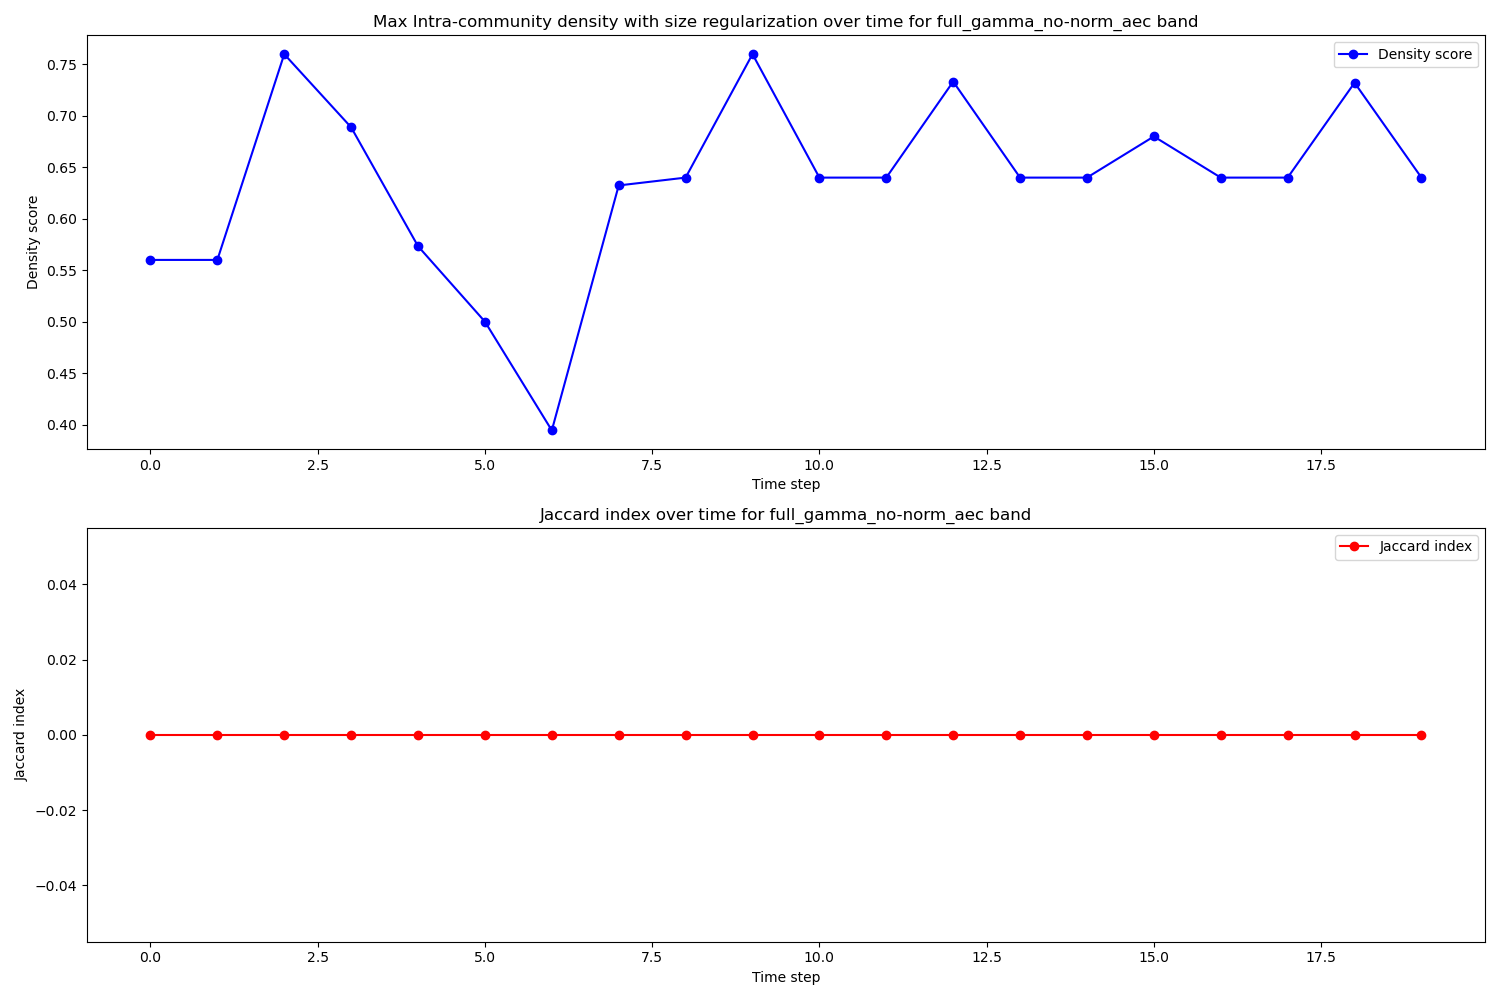 Max Intra-community density with size regularization over time for full_gamma_no-norm_aec band
Density score
0.75
0.70
0.65
0.60
0.55
0.50
0.45
0.40
Density score
0.0 2.5 5.0 7.5 10.0 12.5 15.0 17.5
Time step
Jaccard index over time for full_gamma_no-norm_aec band
Jaccard index
0.04
0.02
0.00
−0.02
−0.04
Jaccard index
0.0 2.5 5.0 7.5 10.0 12.5 15.0 17.5
Time step